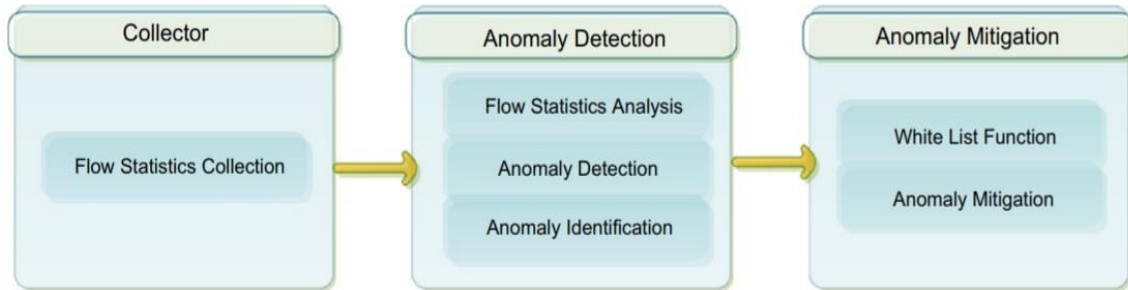 Collector
Flow Statistics Collection
Anomaly Detection
Flow Statistics Analysis
Anomaly Detection
Anomaly Identification
Anomaly Mitigation
White List Function
Anomaly Mitigation